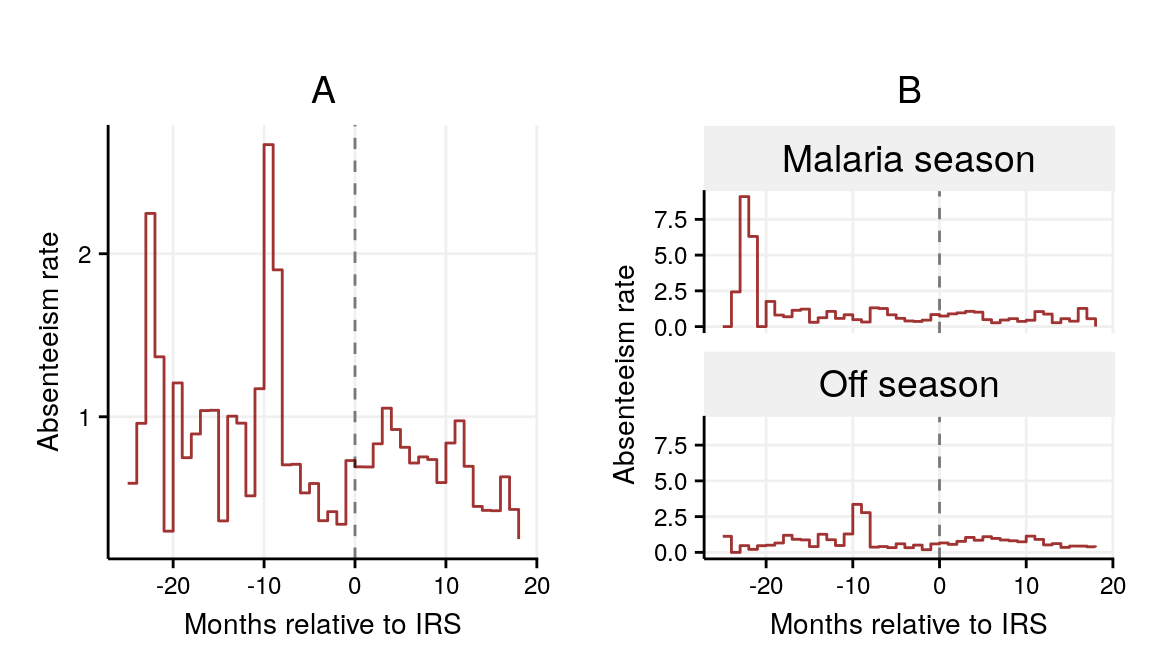 A
Absenteeism rate
2
1
-20 -10 0 10 20
Months relative to IRS
B
Malaria season
Absenteeism rate
7.5
5.0
2.5
0.0
Off season
7.5
5.0
2.5
0.0
-20 -10 0 10 20
Months relative to IRS